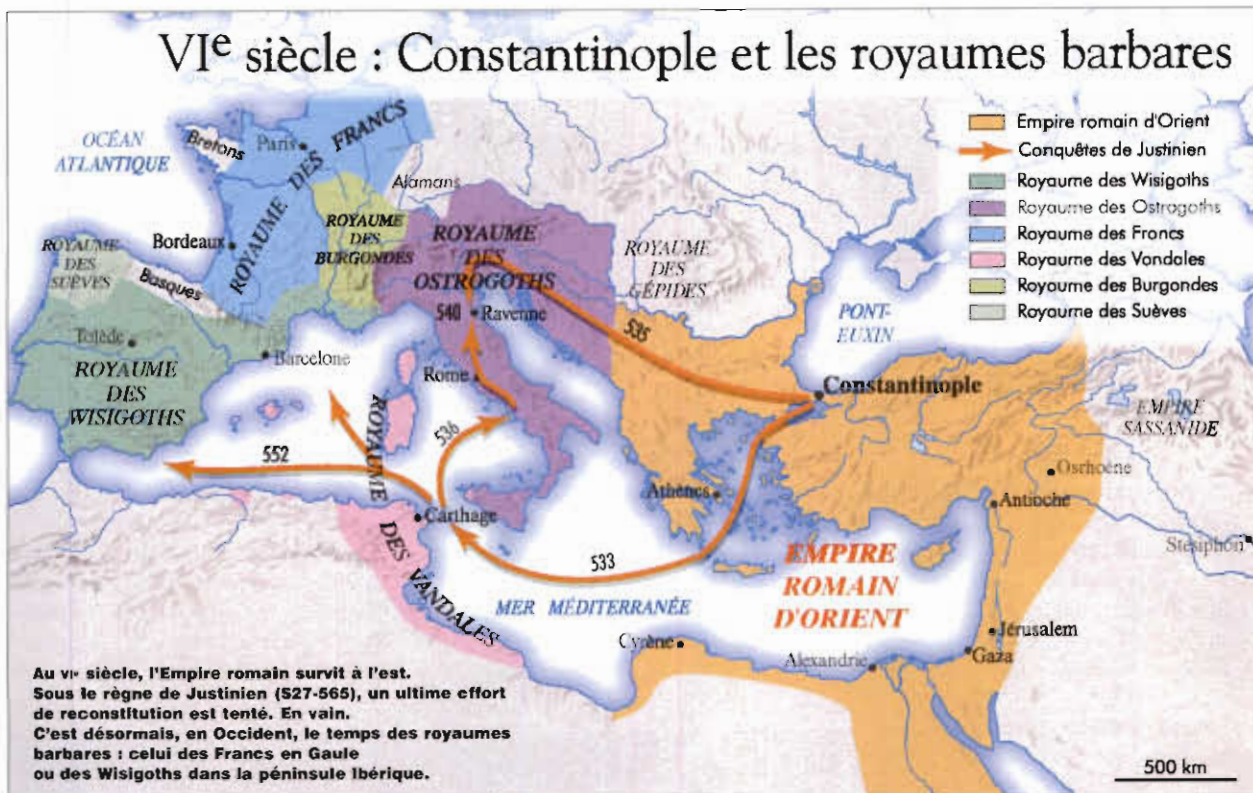 VIe siècle : Constantinople et les royaumes barbares
Empire romain d'Orient
Conquêtes de Justinien
Royaume des Wisigoths
Royaume des Ostrogoths
Royaume des Francs
Royaume des Vandales
Royaume des Burgondes
Royaume des Suèves
OCÉAN
ATLANTIQUE
Bretons
Paris
ROYAUME DES FRANCS
Alamans
Bordeaux
ROYAUME
DES
BURGONDES
ROYAUME
DES
OSTROGOTHS
ROYAUME
DES
GÉPIDES
ROYAUME
DES
SUÈVES
Basques
540
Ravenne
535
PONT-
EUXIN
Tolède
Barcelone
ROYAUME
DES
WISIGOTHS
Rome
Constantinople
EMPIRE
SASSANIDE
536
552
ROYAUME
DES VANDALES
Carthage
Athènes
Osrhoène
Antioche
Stésiphon
533
EMPIRE
ROMAIN
D'ORIENT
MER MÉDITERRANÉE
Cyrène
Alexandrie
Jérusalem
Gaza
Au VIe siècle, l'Empire romain survit à l'est.
Sous le règne de Justinien (527-565), un ultime effort
de reconstitution est tenté. En vain.
C'est désormais, en Occident, le temps des royaumes
barbares : celui des Francs en Gaule
ou des Wisigoths dans la péninsule Ibérique.
500 km